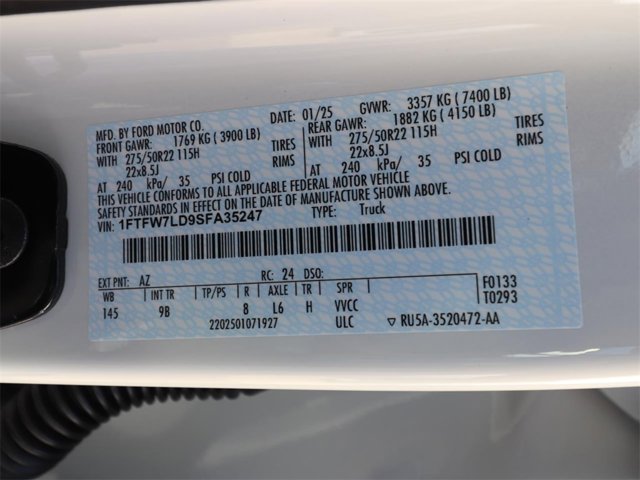 MFD. BY FORD MOTOR CO. DATE: 01/25 GVWR: 3357 KG ( 7400 LB)
FRONT GAWR: 1769 KG ( 3900 LB) REAR GAWR: 1882 KG ( 4150 LB)
WITH 275/50R22 115H TIRES WITH 275/50R22 115H TIRES
22x8.5J RIMS 22x8.5J RIMS
AT 240 kPa/ 35 PSI COLD AT 240 kPa/ 35 PSI COLD
THIS VEHICLE CONFORMS TO ALL APPLICABLE FEDERAL MOTOR VEHICLE
SAFETY STANDARDS IN EFFECT ON THE DATE OF MANUFACTURE SHOWN ABOVE.
VIN: 1FTFW7LD9SFA35247 TYPE: Truck
EXT PNT: AZ RC: 24 DSO: F0133
WB INT TR TP/PS R AXLE TR SPR T0293
145 9B 8 L6 H VVCC
2202501071927 ULC ▽ RU5A-3520472-AA